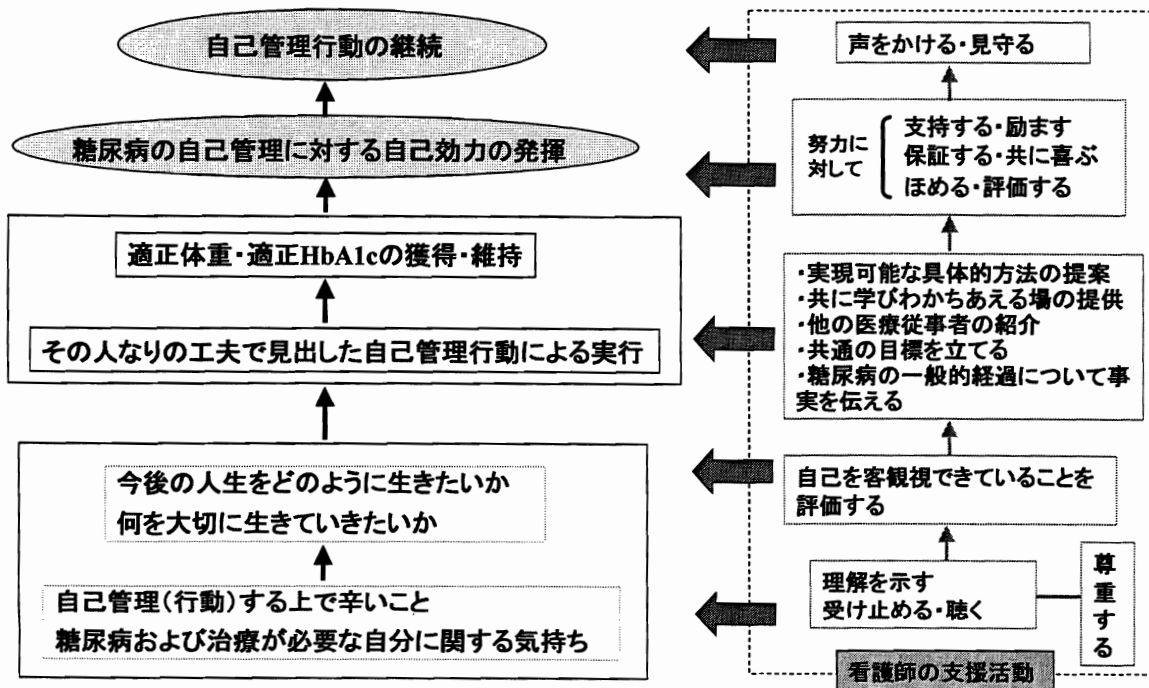 自己管理行動の継続
糖尿病の自己管理に対する自己効力の発揮
適正体重・適正HbA1cの獲得・維持
その人なりの工夫で見出した自己管理行動による実行
今後の人生をどのように生きたいか
何を大切に生きていきたいか
自己管理(行動)する上で辛いこと
糖尿病および治療が必要な自分に関する気持ち
声をかける・見守る
努力に
対して
支持する・励ます
保証する・共に喜ぶ
ほめる・評価する
・実現可能な具体的方法の提案
・共に学びわかちあえる場の提供
・他の医療従事者の紹介
・共通の目標を立てる
・糖尿病の一般的経過について事
実を伝える
自己を客観視できていることを
評価する
理解を示す
受け止める・聴く
尊重する
看護師の支援活動